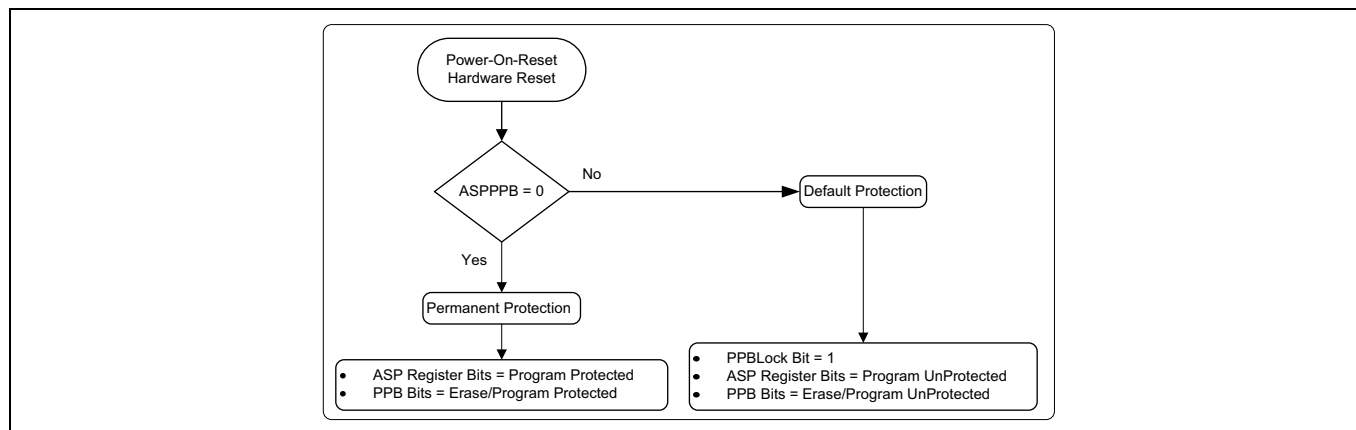 Power-On-Reset
Hardware Reset
ASPPPB = 0
No
Default Protection
Yes
Permanent Protection
• ASP Register Bits = Program Protected
• PPB Bits = Erase/Program Protected
• PPBLock Bit = 1
• ASP Register Bits = Program UnProtected
• PPB Bits = Erase/Program UnProtected